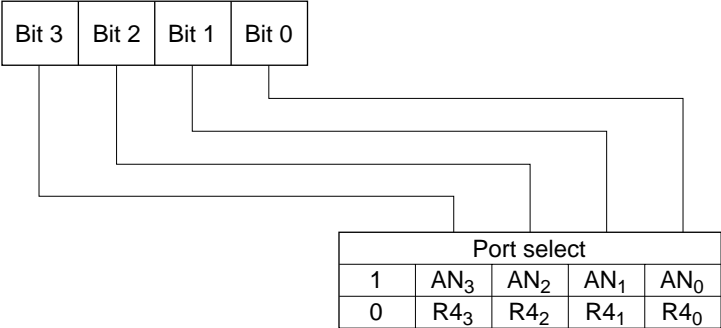 Bit 3 Bit 2 Bit 1 Bit 0
Port select
1 AN₃ AN₂ AN₁ AN₀
0 R4₃ R4₂ R4₁ R4₀